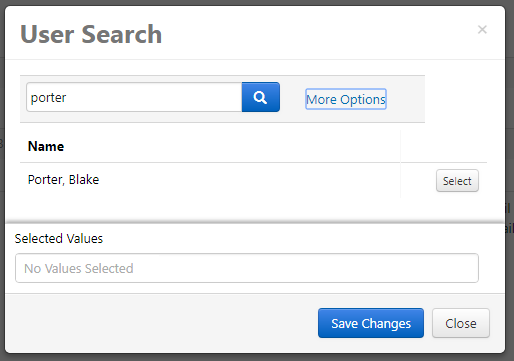 User Search ×
porter More Options
Name
Porter, Blake Select
Selected Values
No Values Selected
Save Changes Close